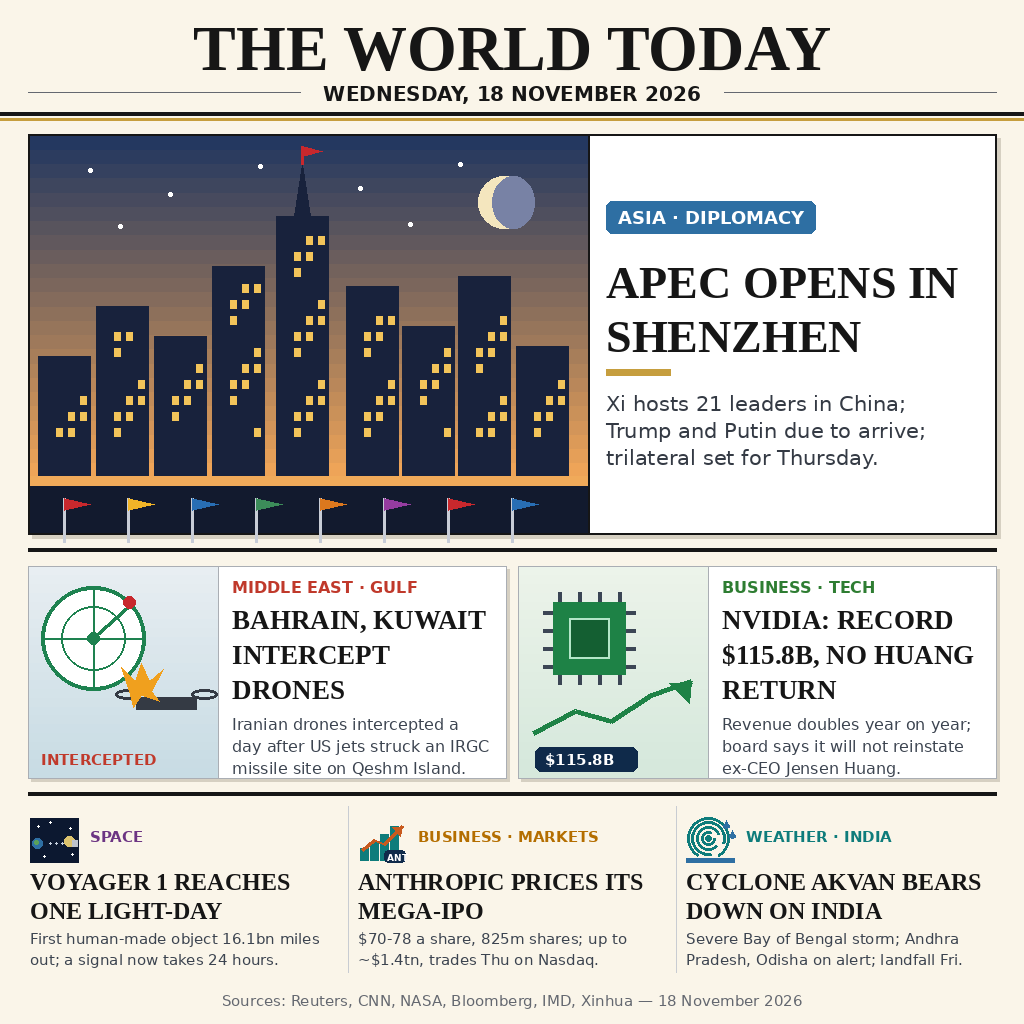 THE WORLD TODAY
WEDNESDAY, 18 NOVEMBER 2026
ASIA · DIPLOMACY
APEC OPENS IN
SHENZHEN
Xi hosts 21 leaders in China;
Trump and Putin due to arrive;
trilateral set for Thursday.
INTERCEPTED
MIDDLE EAST · GULF
BAHRAIN, KUWAIT
INTERCEPT
DRONES
Iranian drones intercepted a
day after US jets struck an IRGC
missile site on Qeshm Island.
$115.8B
BUSINESS · TECH
NVIDIA: RECORD
$115.8B, NO HUANG
RETURN
Revenue doubles year on year;
board says it will not reinstate
ex-CEO Jensen Huang.
SPACE
VOYAGER 1 REACHES
ONE LIGHT-DAY
First human-made object 16.1bn miles
out; a signal now takes 24 hours.
ANT
BUSINESS · MARKETS
ANTHROPIC PRICES ITS
MEGA-IPO
$70-78 a share, 825m shares; up to
~$1.4tn, trades Thu on Nasdaq.
WEATHER · INDIA
CYCLONE AKVAN BEARS
DOWN ON INDIA
Severe Bay of Bengal storm; Andhra
Pradesh, Odisha on alert; landfall Fri.
Sources: Reuters, CNN, NASA, Bloomberg, IMD, Xinhua — 18 November 2026